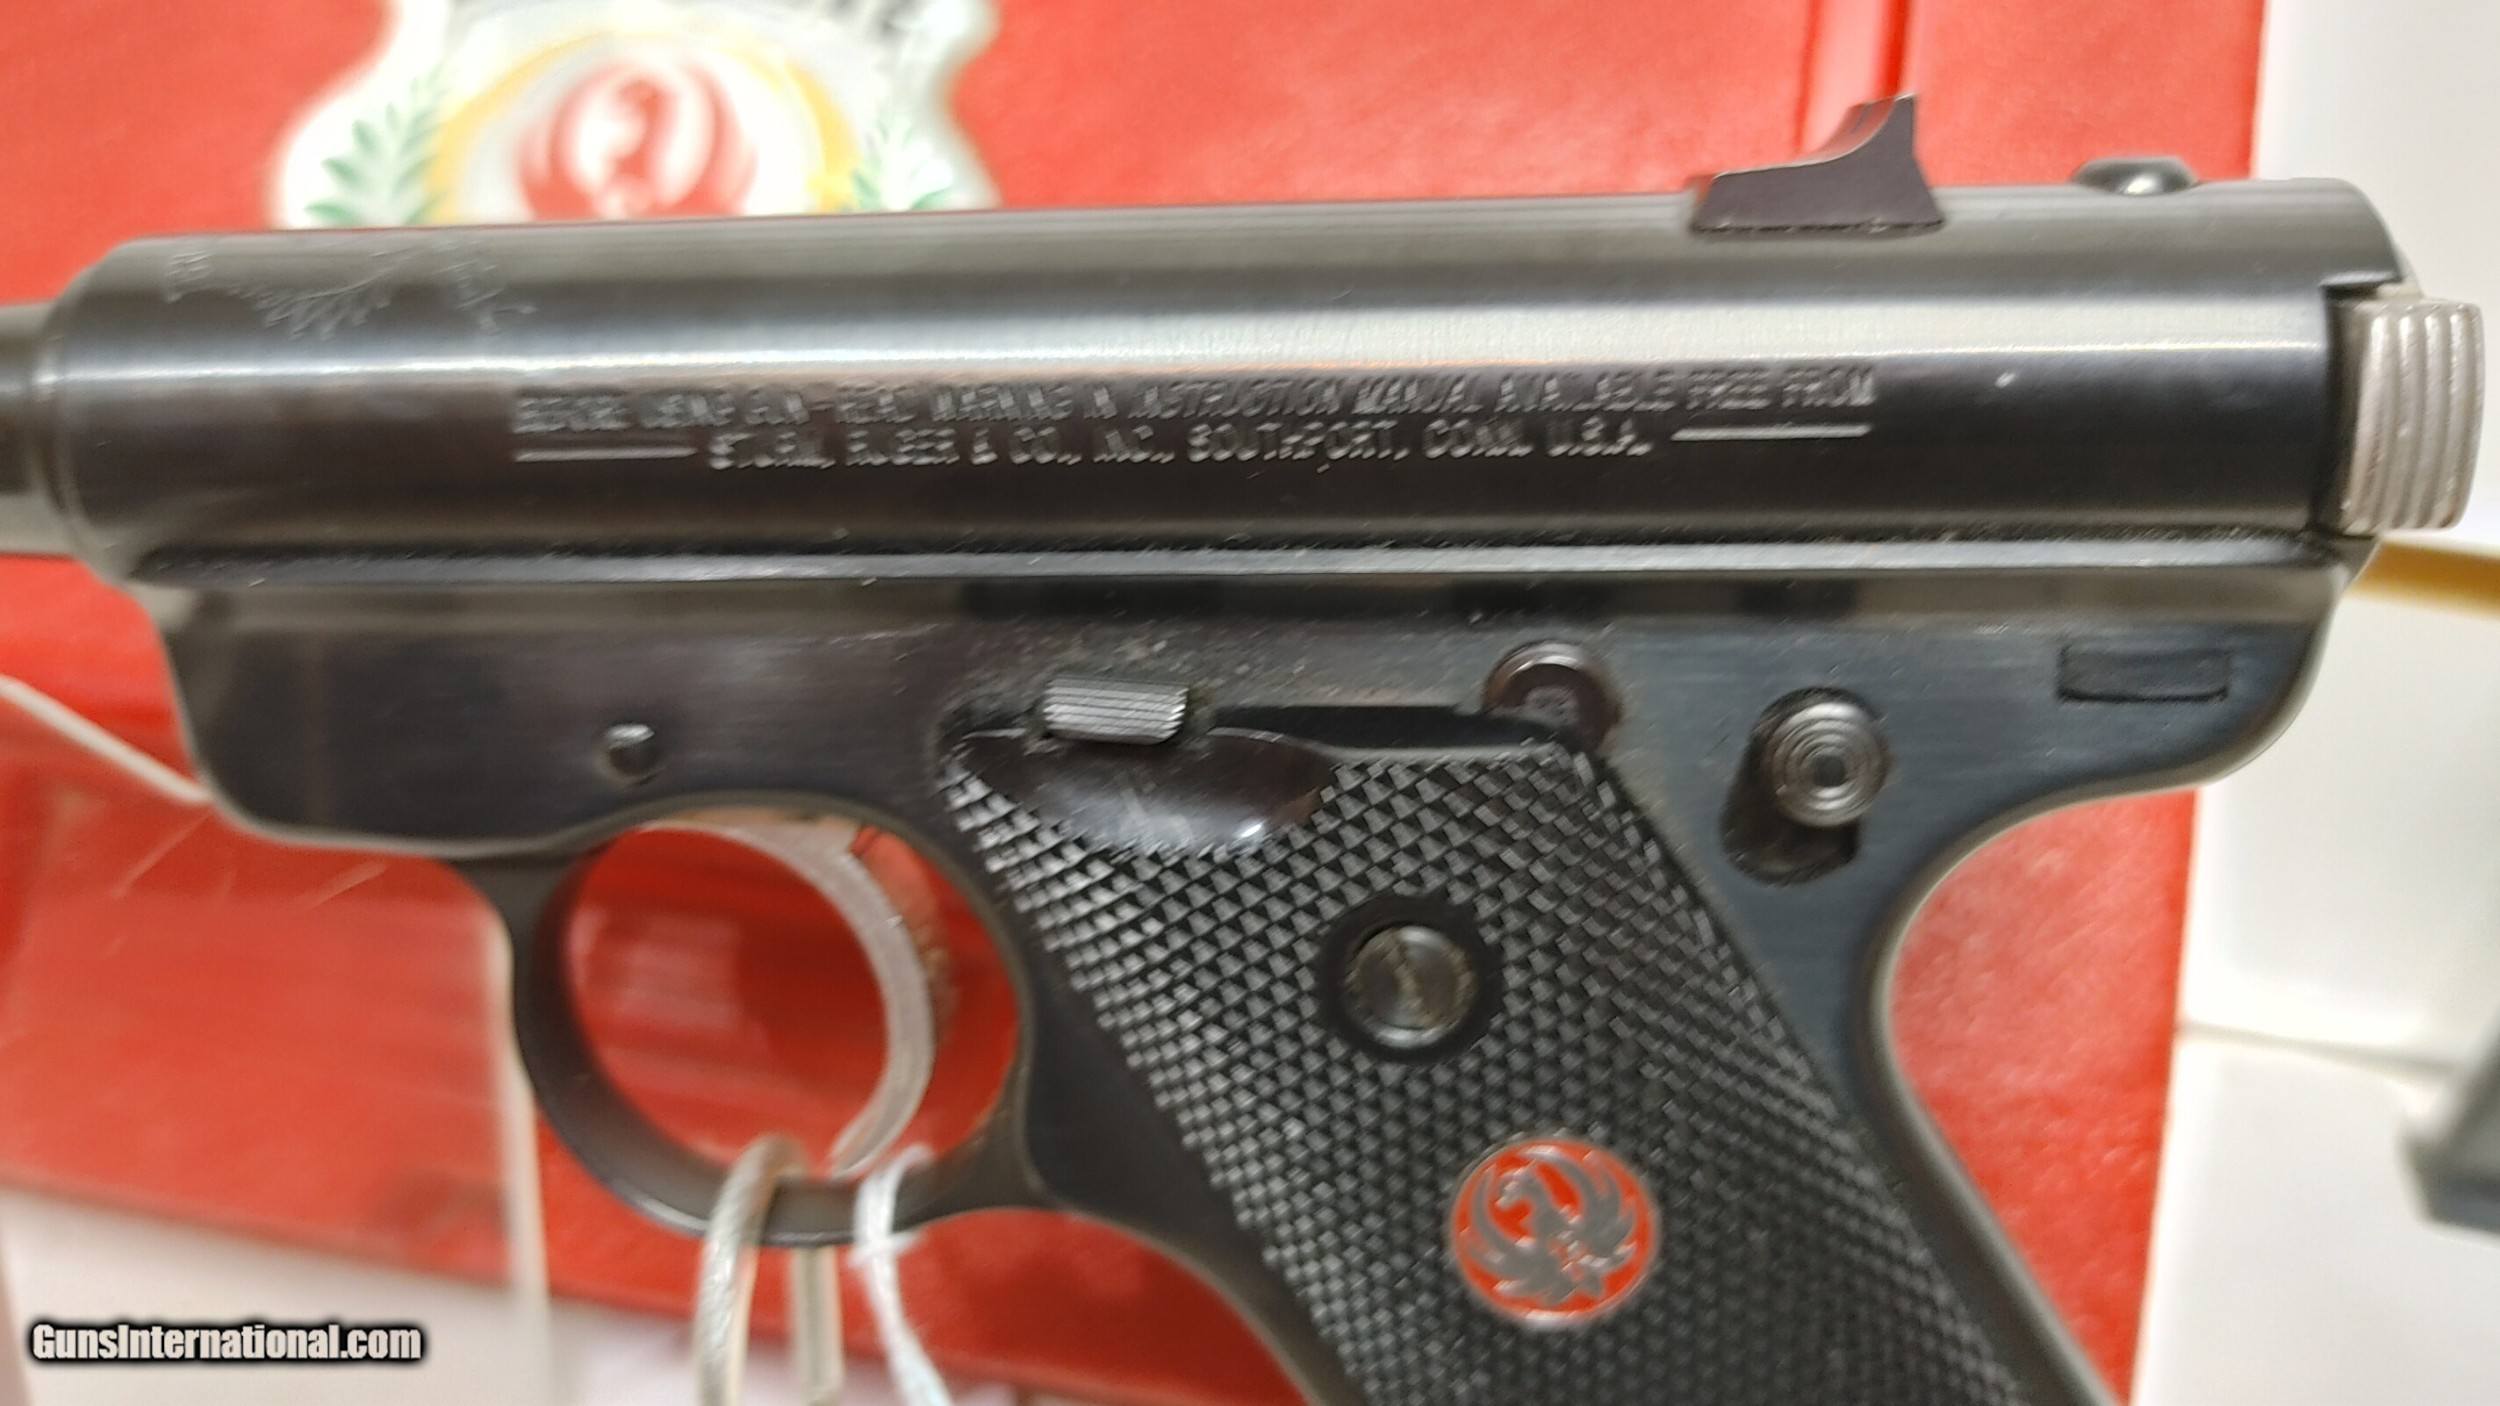 BEFORE USING GUN-READ WARNING IN INSTRUCTION MANUAL AVAILABLE FREE FROM
STURM, RUGER & CO., INC., SOUTHPORT, CONN. U.S.A.
GunsInternational.com